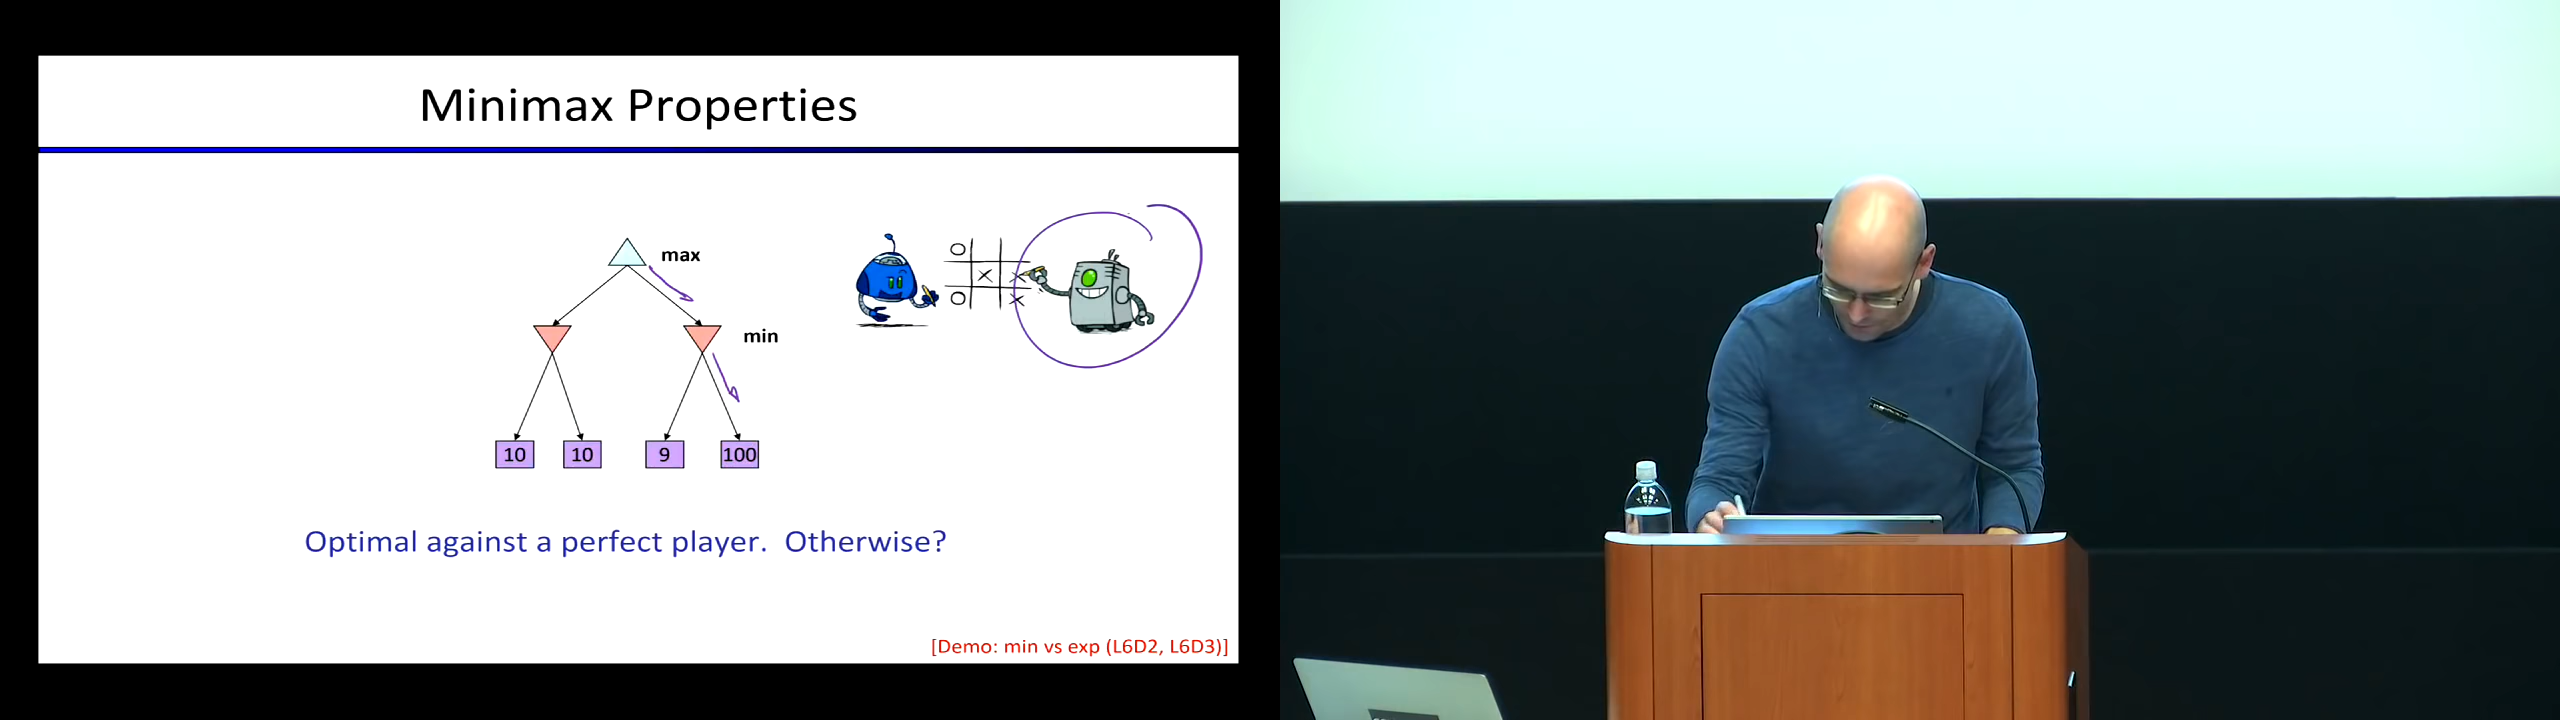 Minimax Properties
max
min
10 10 9 100
O
X X
O X
Optimal against a perfect player. Otherwise?
[Demo: min vs exp (L6D2, L6D3)]